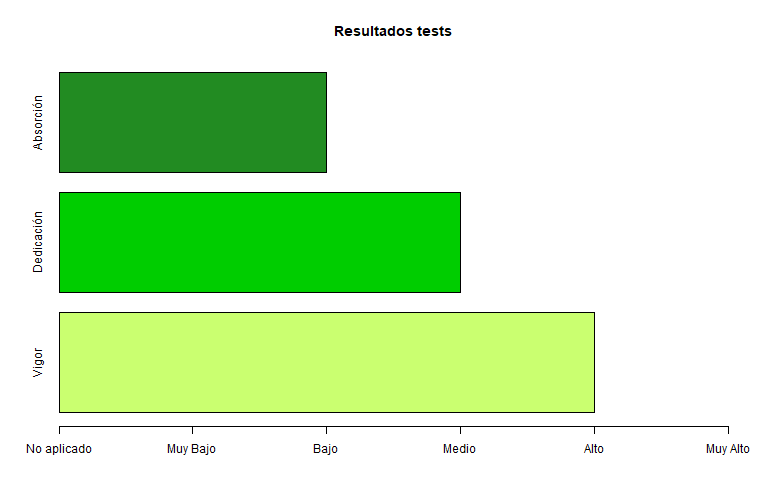 Resultados tests
Absorción
Dedicación
Vigor
No aplicado
Muy Bajo
Bajo
Medio
Alto
Muy Alto